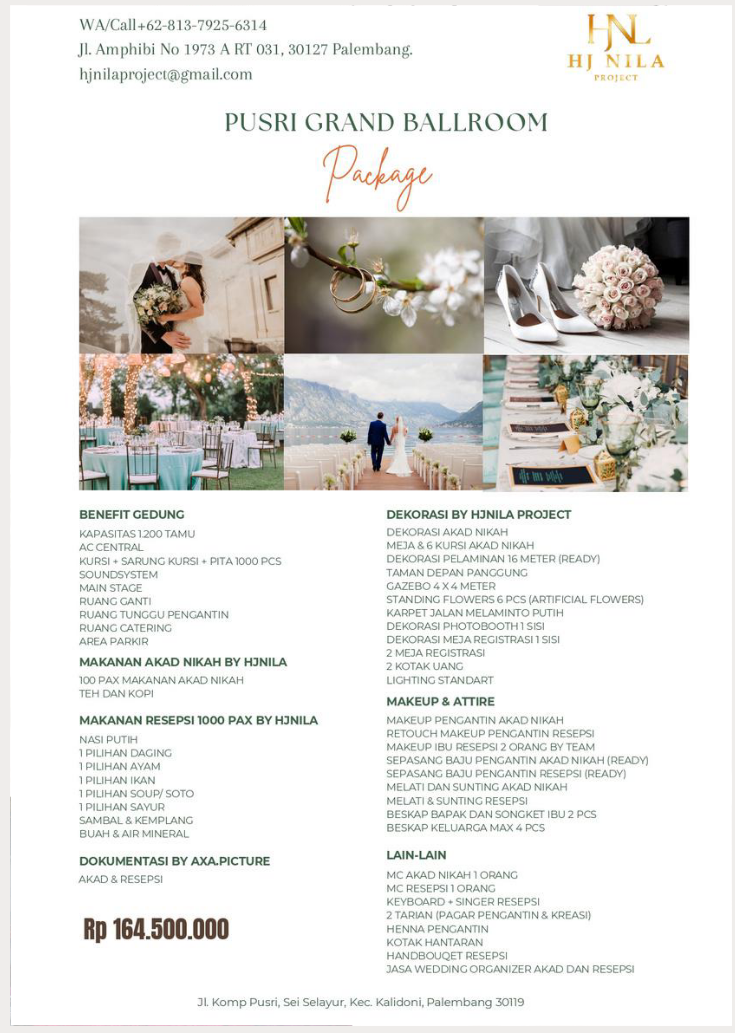 WA/Call+62-813-7925-6314
Jl. Amphibi No 1973 A RT 031, 30127 Palembang.
hjnilaproject@gmail.com
HNL
HJ NILA
PROJECT
PUSRI GRAND BALLROOM
Package
BENEFIT GEDUNG
KAPASITAS 1.200 TAMU
AC CENTRAL
KURSI + SARUNG KURSI + PITA 1000 PCS
SOUNDSYSTEM
MAIN STAGE
RUANG GANTI
RUANG TUNGGU PENGANTIN
RUANG CATERING
AREA PARKIR
MAKANAN AKAD NIKAH BY HJNILA
100 PAX MAKANAN AKAD NIKAH
TEH DAN KOPI
MAKANAN RESEPSI 1000 PAX BY HJNILA
NASI PUTIH
1 PILIHAN DAGING
1 PILIHAN AYAM
1 PILIHAN IKAN
1 PILIHAN SOUP/ SOTO
1 PILIHAN SAYUR
SAMBAL & KEMPLANG
BUAH & AIR MINERAL
DOKUMENTASI BY AXA.PICTURE
AKAD & RESEPSI
Rp 164.500.000
DEKORASI BY HJNILA PROJECT
DEKORASI AKAD NIKAH
MEJA & 6 KURSI AKAD NIKAH
DEKORASI PELAMINAN 16 METER (READY)
TAMAN DEPAN PANGGUNG
GAZEBO 4 X 4 METER
STANDING FLOWERS 6 PCS (ARTIFICIAL FLOWERS)
KARPET JALAN MELAMINTO PUTIH
DEKORASI PHOTOBOOTH 1 SISI
DEKORASI MEJA REGISTRASI 1 SISI
2 MEJA REGISTRASI
2 KOTAK UANG
LIGHTING STANDART
MAKEUP & ATTIRE
MAKEUP PENGANTIN AKAD NIKAH
RETOUCH MAKEUP PENGANTIN RESEPSI
MAKEUP IBU RESEPSI 2 ORANG BY TEAM
SEPASANG BAJU PENGANTIN AKAD NIKAH (READY)
SEPASANG BAJU PENGANTIN RESEPSI (READY)
MELATI DAN SUNTING AKAD NIKAH
MELATI & SUNTING RESEPSI
BESKAP BAPAK DAN SONGKET IBU 2 PCS
BESKAP KELUARGA MAX 4 PCS
LAIN-LAIN
MC AKAD NIKAH 1 ORANG
MC RESEPSI 1 ORANG
KEYBOARD + SINGER RESEPSI
2 TARIAN (PAGAR PENGANTIN & KREASI)
HENNA PENGANTIN
KOTAK HANTARAN
HANDBOUQET RESEPSI
JASA WEDDING ORGANIZER AKAD DAN RESEPSI
Jl. Komp Pusri, Sei Selayur, Kec. Kalidoni, Palembang 30119